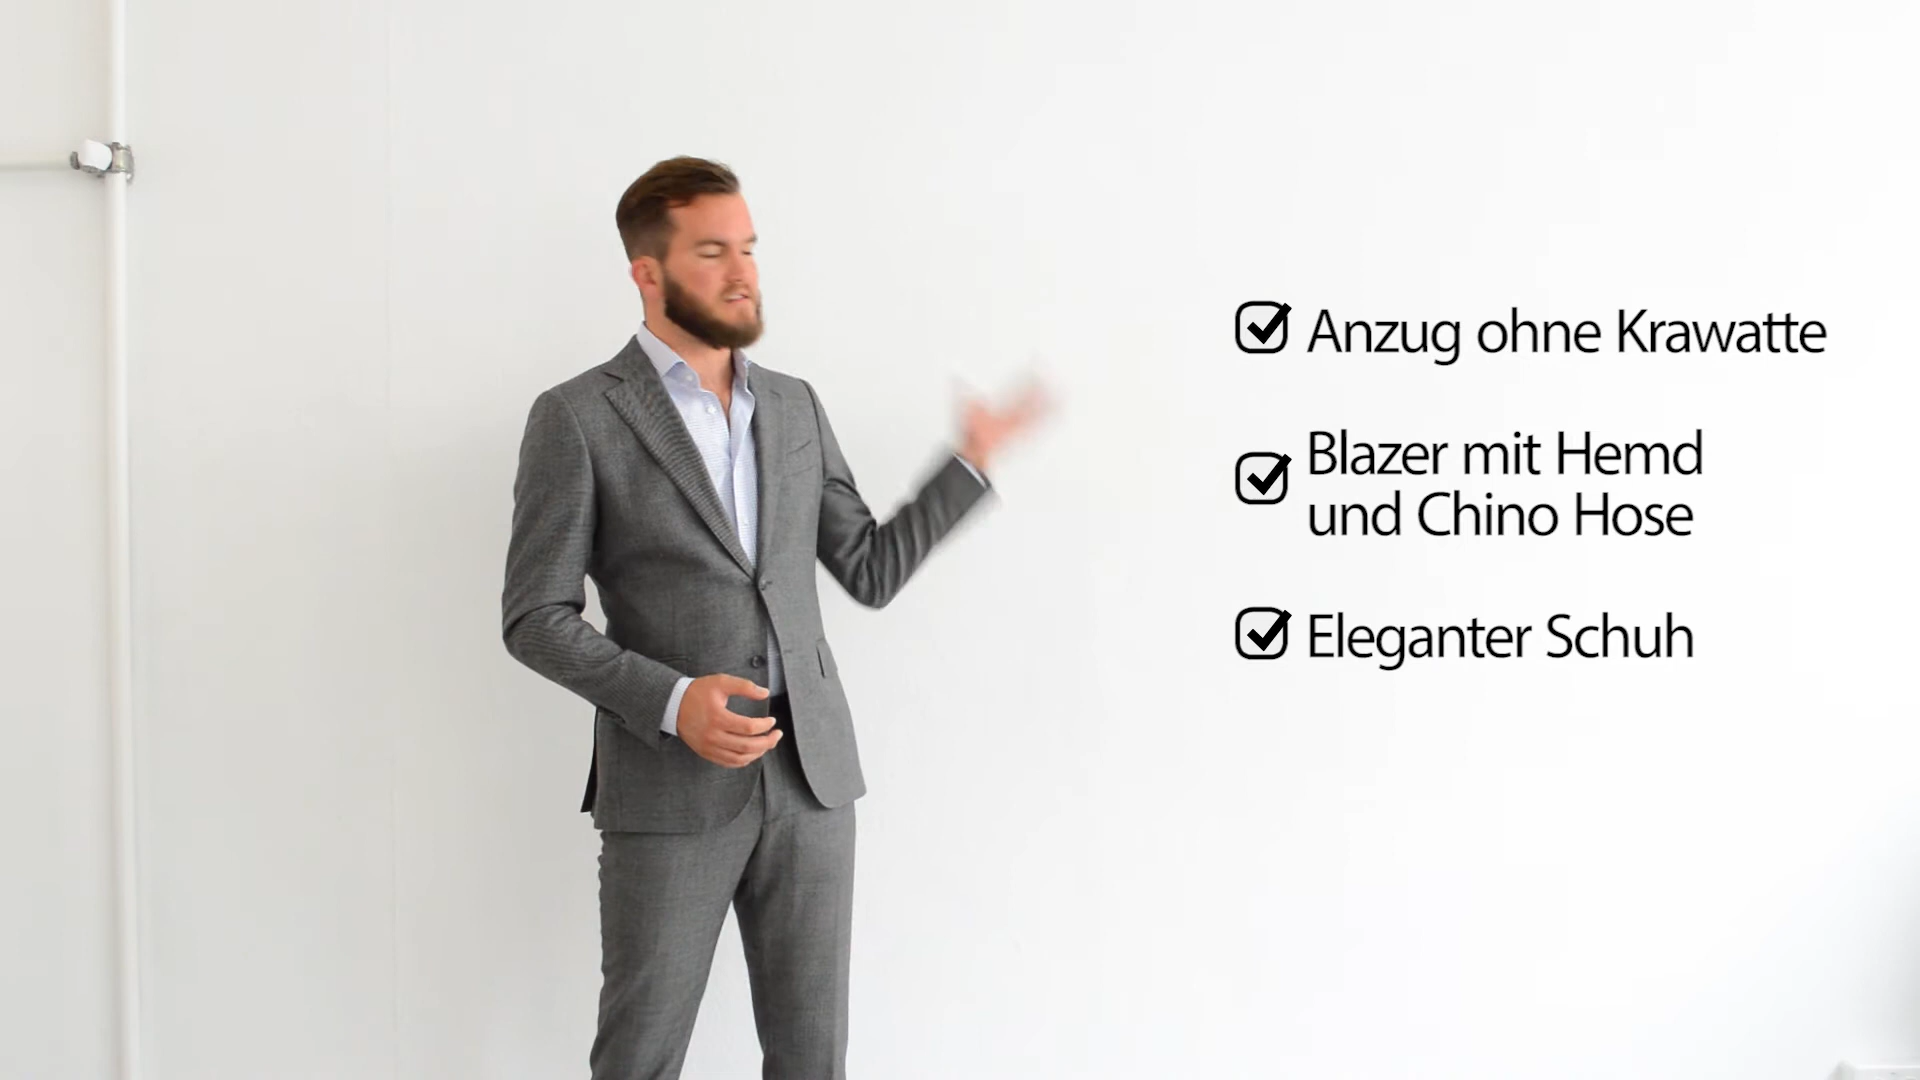 Anzug ohne Krawatte
Blazer mit Hemd
und Chino Hose
Eleganter Schuh